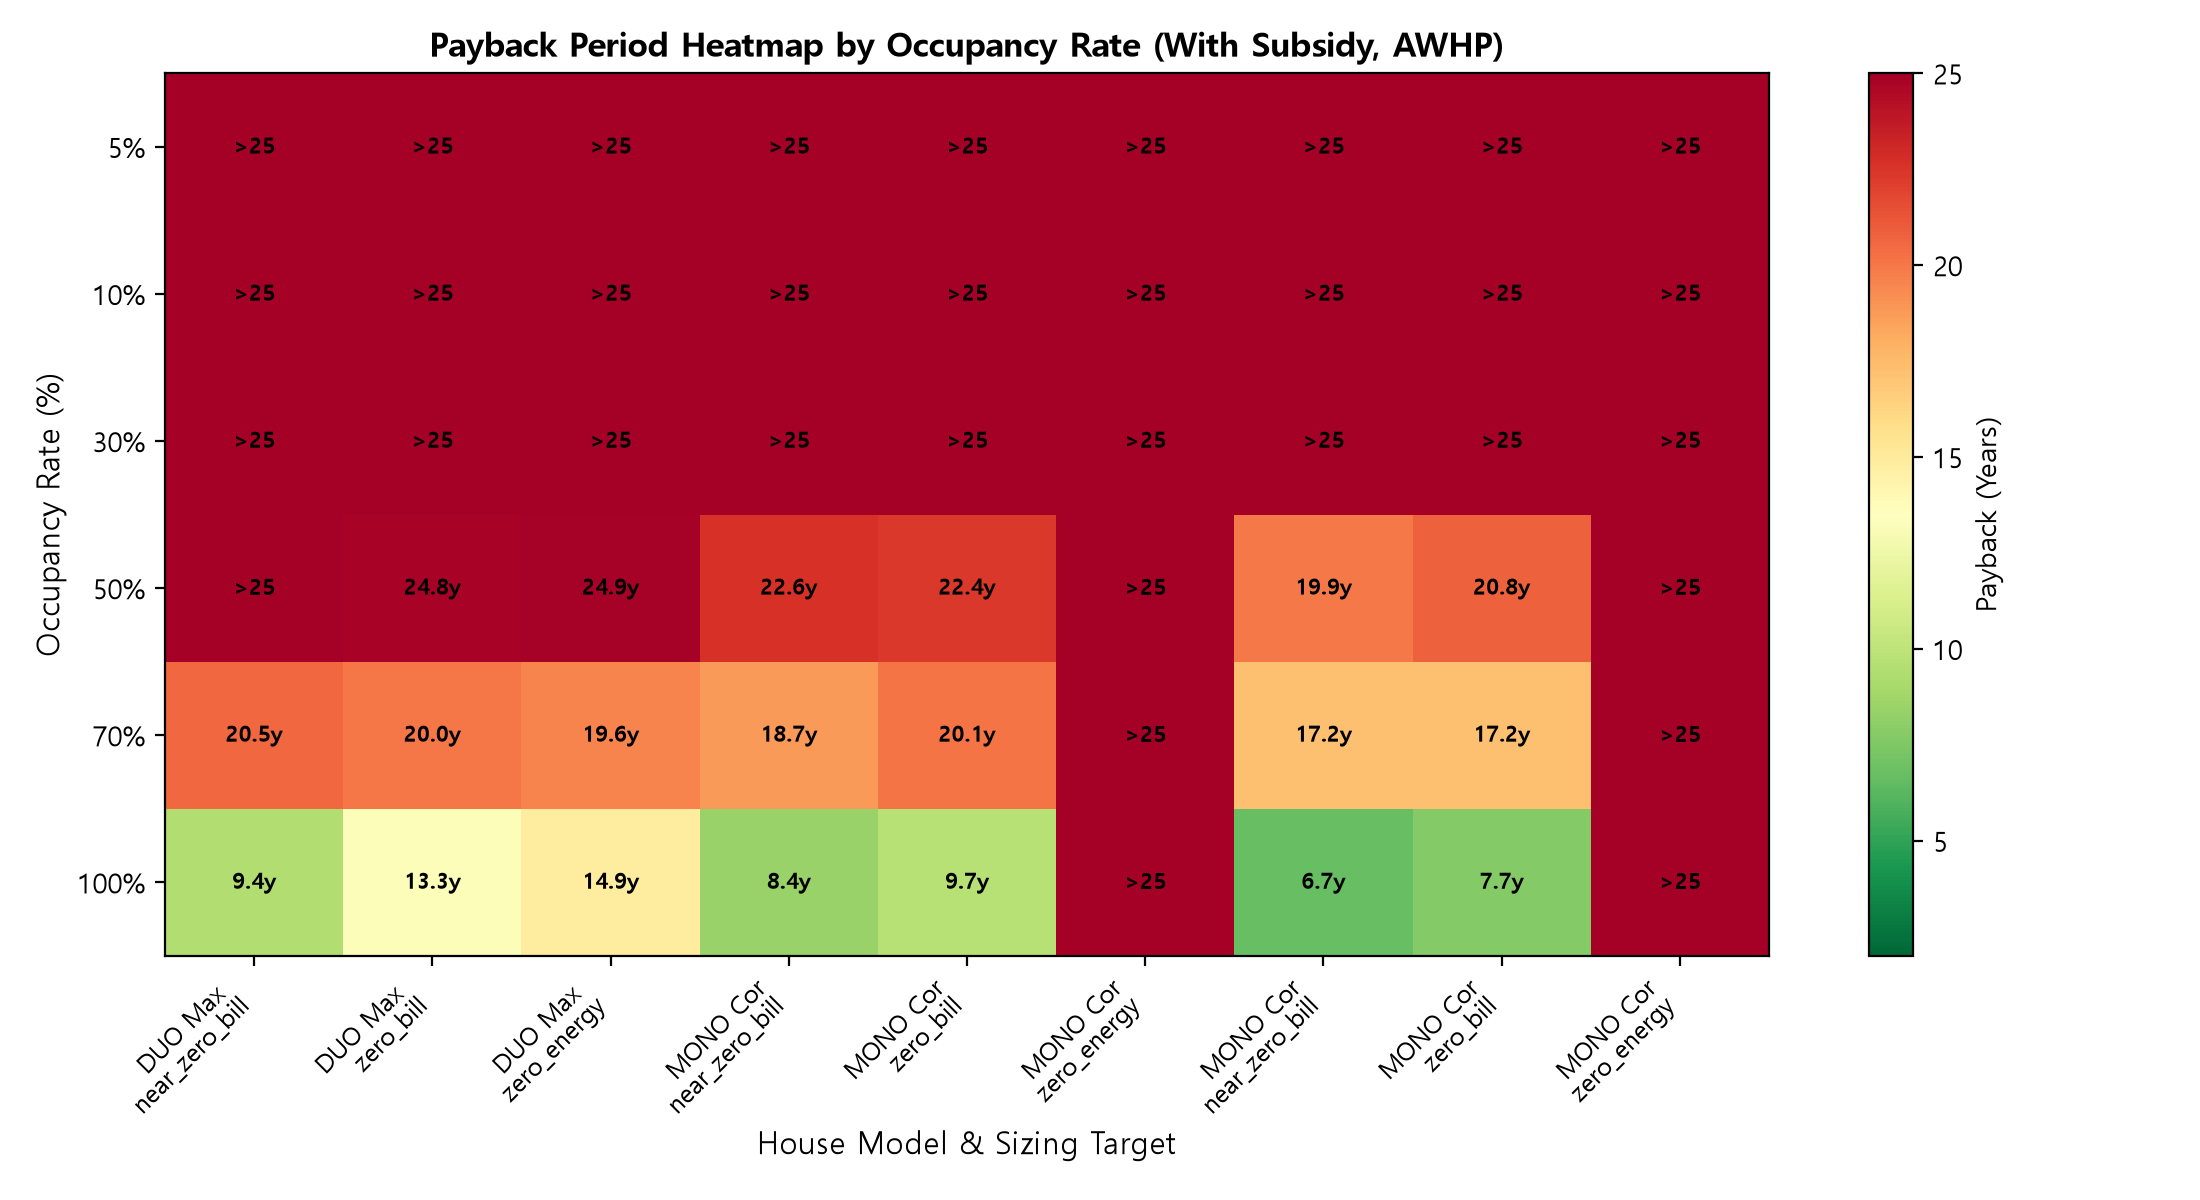 Payback Period Heatmap by Occupancy Rate (With Subsidy, AWHP)
Occupancy Rate (%)
5% >25 >25 >25 >25 >25 >25 >25 >25 >25
10% >25 >25 >25 >25 >25 >25 >25 >25 >25
30% >25 >25 >25 >25 >25 >25 >25 >25 >25
50% >25 24.8y 24.9y 22.6y 22.4y >25 19.9y 20.8y >25
70% 20.5y 20.0y 19.6y 18.7y 20.1y >25 17.2y 17.2y >25
100% 9.4y 13.3y 14.9y 8.4y 9.7y >25 6.7y 7.7y >25
DUO Max
near_zero_bill
DUO Max
zero_bill
DUO Max
zero_energy
MONO Cor
near_zero_bill
MONO Cor
zero_bill
MONO Cor
zero_energy
MONO Cor
near_zero_bill
MONO Cor
zero_bill
MONO Cor
zero_energy
House Model & Sizing Target
25
20
15
10
5
Payback (Years)